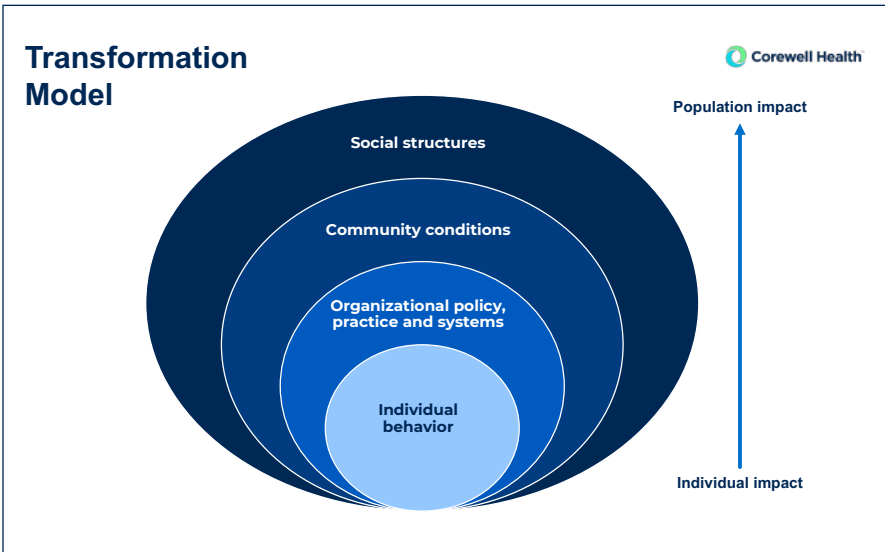 Transformation
Model
Corewell Health
Population impact
Social structures
Community conditions
Organizational policy,
practice and systems
Individual
behavior
Individual impact